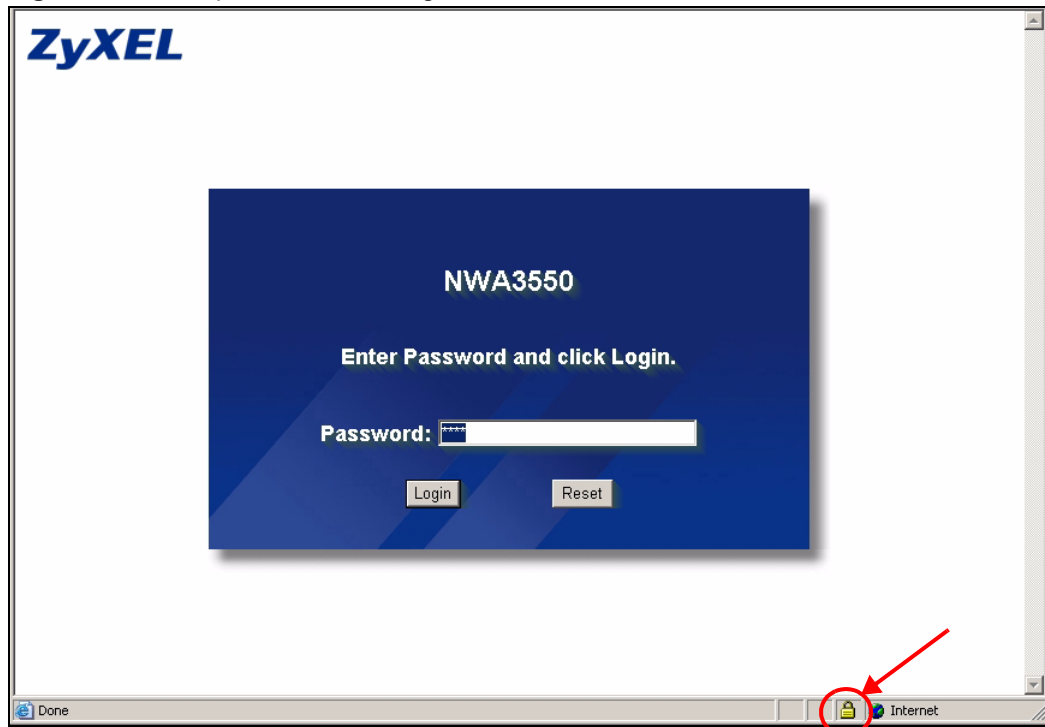 ZyXEL
NWA3550
Enter Password and click Login.
Password: ****
Login Reset
Done Internet